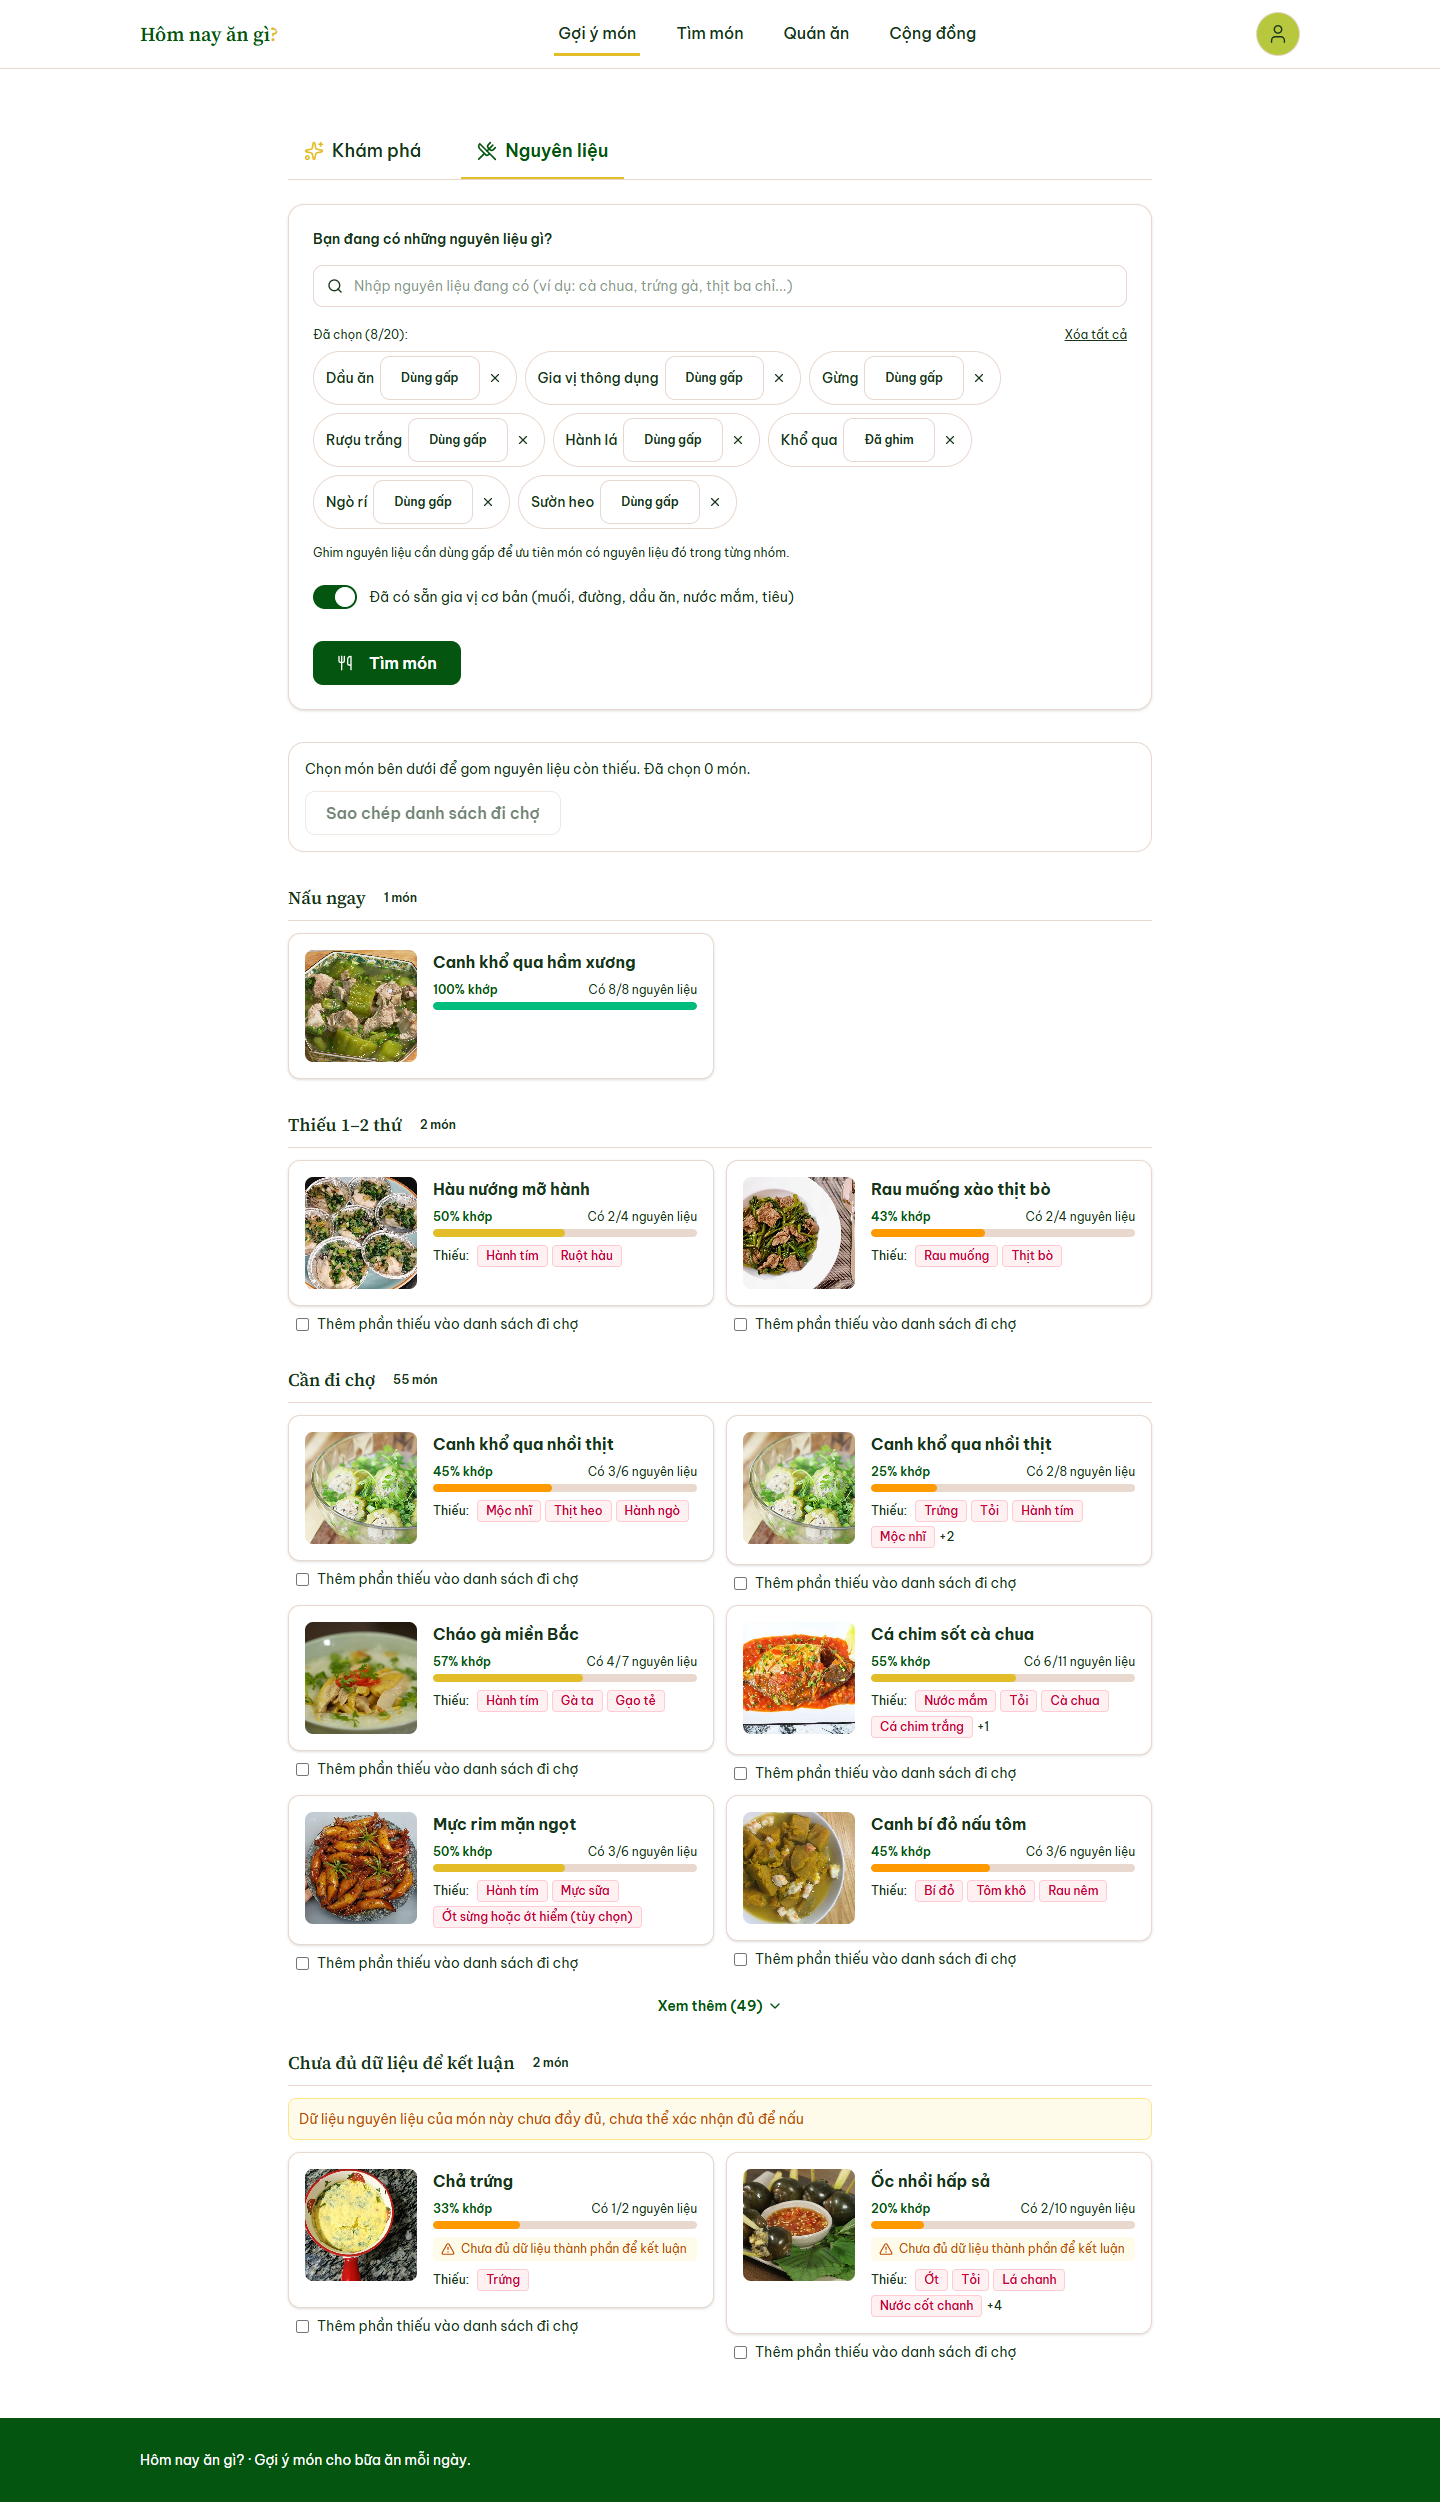 Hôm nay ăn gì?
Gợi ý món
Tìm món
Quán ăn
Cộng đồng
Khám phá
Nguyên liệu
Bạn đang có những nguyên liệu gì?
Nhập nguyên liệu đang có (ví dụ: cà chua, trứng gà, thịt ba chỉ...)
Đã chọn (8/20):
Xóa tất cả
Dầu ăn Dùng gấp ×
Gia vị thông dụng Dùng gấp ×
Gừng Dùng gấp ×
Rượu trắng Dùng gấp ×
Hành lá Dùng gấp ×
Khổ qua Đã ghim ×
Ngò rí Dùng gấp ×
Sườn heo Dùng gấp ×
Ghim nguyên liệu cần dùng gấp để ưu tiên món có nguyên liệu đó trong từng nhóm.
Đã có sẵn gia vị cơ bản (muối, đường, dầu ăn, nước mắm, tiêu)
Tìm món
Chọn món bên dưới để gom nguyên liệu còn thiếu. Đã chọn 0 món.
Sao chép danh sách đi chợ
Nấu ngay 1 món
Canh khổ qua hầm xương
100% khớp Có 8/8 nguyên liệu
Thiếu 1–2 thứ 2 món
Hàu nướng mỡ hành
50% khớp Có 2/4 nguyên liệu
Thiếu: Hành tím Ruột hàu
Thêm phần thiếu vào danh sách đi chợ
Rau muống xào thịt bò
43% khớp Có 2/4 nguyên liệu
Thiếu: Rau muống Thịt bò
Thêm phần thiếu vào danh sách đi chợ
Cần đi chợ 55 món
Canh khổ qua nhồi thịt
45% khớp Có 3/6 nguyên liệu
Thiếu: Mộc nhĩ Thịt heo Hành ngò
Thêm phần thiếu vào danh sách đi chợ
Canh khổ qua nhồi thịt
25% khớp Có 2/8 nguyên liệu
Thiếu: Trứng Tỏi Hành tím
Mộc nhĩ +2
Thêm phần thiếu vào danh sách đi chợ
Cháo gà miền Bắc
57% khớp Có 4/7 nguyên liệu
Thiếu: Hành tím Gà ta Gạo tẻ
Thêm phần thiếu vào danh sách đi chợ
Cá chim sốt cà chua
55% khớp Có 6/11 nguyên liệu
Thiếu: Nước mắm Tỏi Cà chua
Cá chim trắng +1
Thêm phần thiếu vào danh sách đi chợ
Mực rim mặn ngọt
50% khớp Có 3/6 nguyên liệu
Thiếu: Hành tím Mực sữa
Ớt sừng hoặc ớt hiểm (tùy chọn)
Thêm phần thiếu vào danh sách đi chợ
Canh bí đỏ nấu tôm
45% khớp Có 3/6 nguyên liệu
Thiếu: Bí đỏ Tôm khô Rau nêm
Thêm phần thiếu vào danh sách đi chợ
Xem thêm (49)
Chưa đủ dữ liệu để kết luận 2 món
Dữ liệu nguyên liệu của món này chưa đầy đủ, chưa thể xác nhận đủ để nấu
Chả trứng
33% khớp Có 1/2 nguyên liệu
Chưa đủ dữ liệu thành phần để kết luận
Thiếu: Trứng
Thêm phần thiếu vào danh sách đi chợ
Ốc nhồi hấp sả
20% khớp Có 2/10 nguyên liệu
Chưa đủ dữ liệu thành phần để kết luận
Thiếu: Ớt Tỏi Lá chanh
Nước cốt chanh +4
Thêm phần thiếu vào danh sách đi chợ
Hôm nay ăn gì? · Gợi ý món cho bữa ăn mỗi ngày.